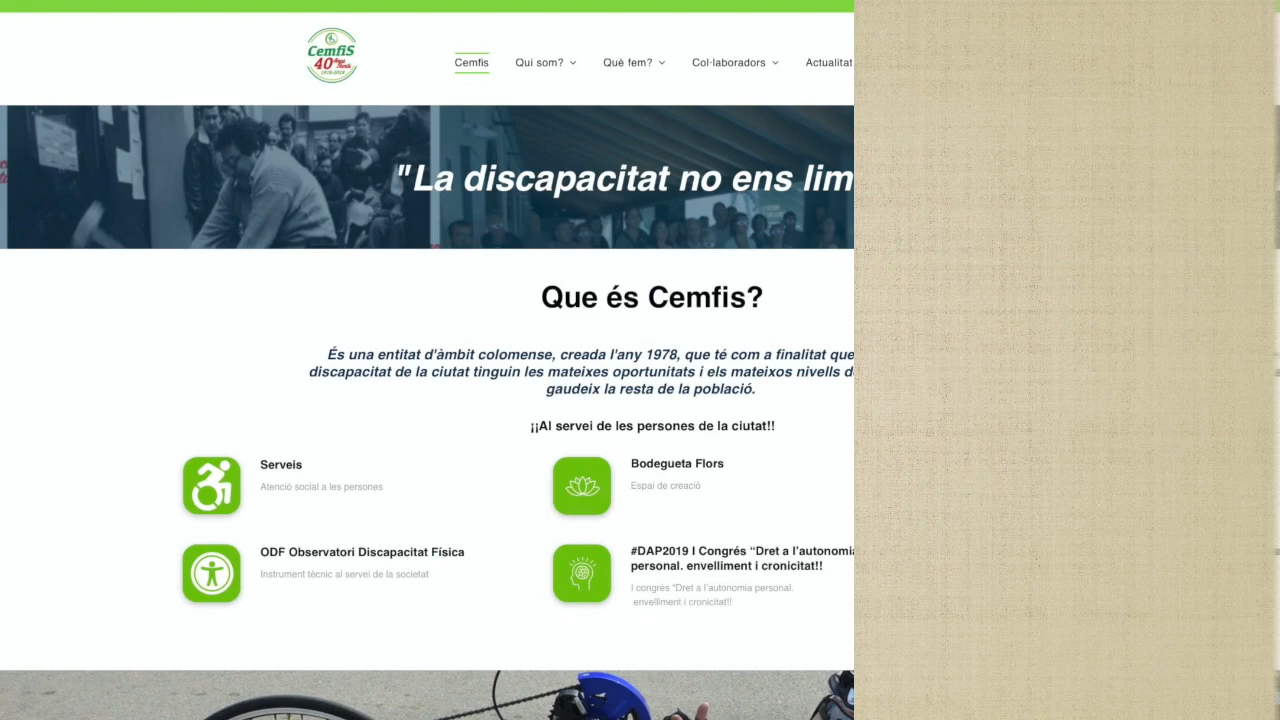 CemfiS
40 Anys
1978-2018
Cemfis
Qui som?
Què fem?
Col·laboradors
Actualitat
"La discapacitat no ens lim
Que és Cemfis?
És una entitat d'àmbit colomense, creada l'any 1978, que té com a finalitat que
discapacitat de la ciutat tinguin les mateixes oportunitats i els mateixos nivells d
gaudeix la resta de la població.
¡¡Al servei de les persones de la ciutat!!
Serveis
Atenció social a les persones
Bodegueta Flors
Espai de creació
ODF Observatori Discapacitat Física
Instrument tècnic al servei de la societat
#DAP2019 I Congrés “Dret a l’autonomia
personal. envelliment i cronicitat!!
I congrés “Dret a l’autonomia personal.
envelliment i cronicitat!!